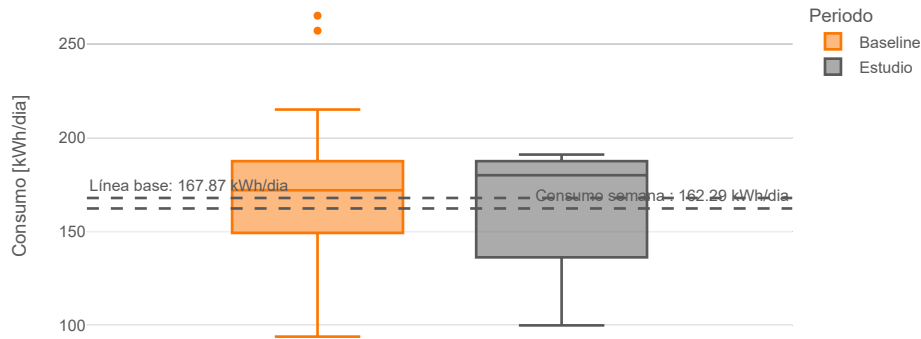 Periodo
Baseline
Estudio
Consumo [kWh/dia]
250
200
150
100
Línea base: 167.87 kWh/dia
Consumo semana : 162.29 kWh/dia